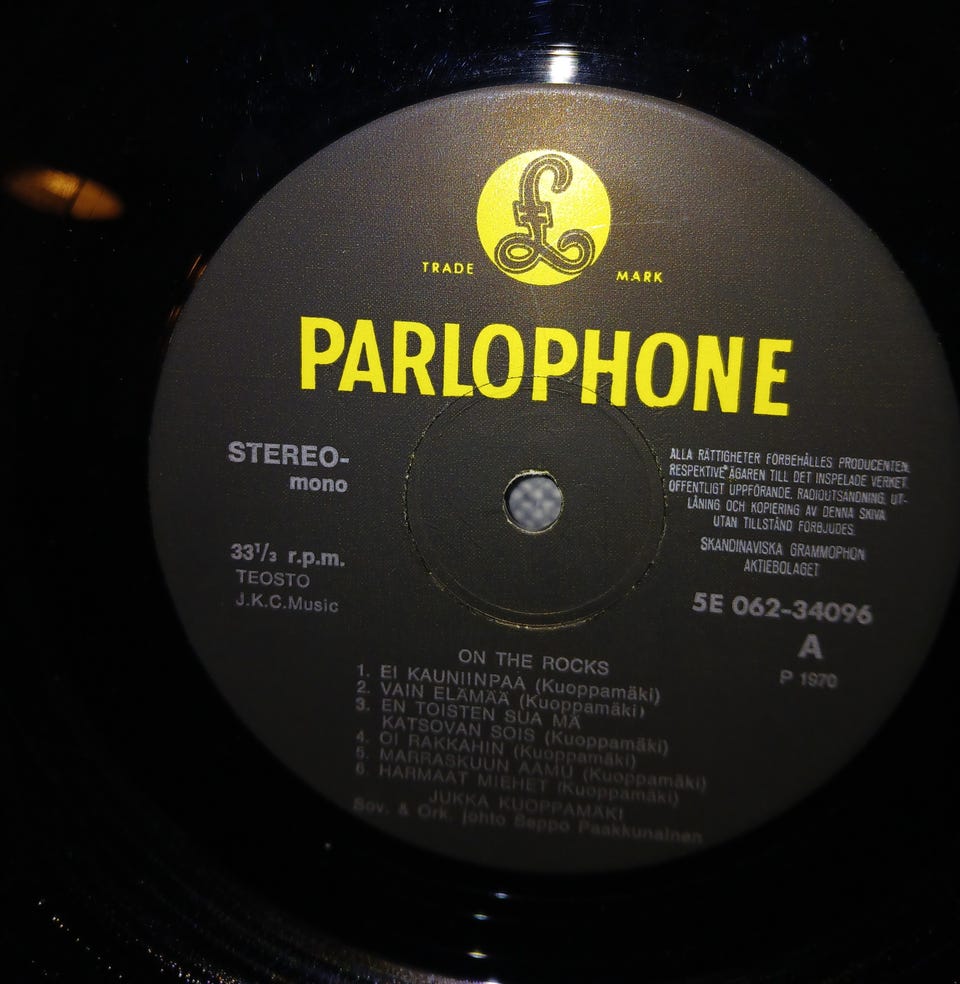 £
TRADE MARK
PARLOPHONE
STEREO-
mono
33¹/₃ r.p.m.
TEOSTO
J.K.C.Music
ALLA RÄTTIGHETER FÖRBEHÅLLES PRODUCENTEN
RESPEKTIVE ÄGAREN TILL DET INSPELADE VERKET.
OFFENTLIGT UPPFÖRANDE, RADIOUTSÄNDNING, UT-
LÅNING OCH KOPIERING AV DENNA SKIVA
UTAN TILLSTÅND FÖRBJUDES.
SKANDINAVISKA GRAMMOPHON
AKTIEBOLAGET
5E 062-34096
A
P 1970
ON THE ROCKS
1. EI KAUNIINPAA (Kuoppamäki)
2. VAIN ELÄMÄÄ (Kuoppamäki)
3. EN TOISTEN SUA MÄ
KATSOVAN SOIS (Kuoppamäki)
4. OI RAKKAHIN (Kuoppamäki)
5. MARRASKUUN AAMU (Kuoppamäki)
6. HARMAAT MIEHET (Kuoppamäki)
JUKKA KUOPPAMÄKI
Sov. & Ork. johto Seppo Paakkunainen